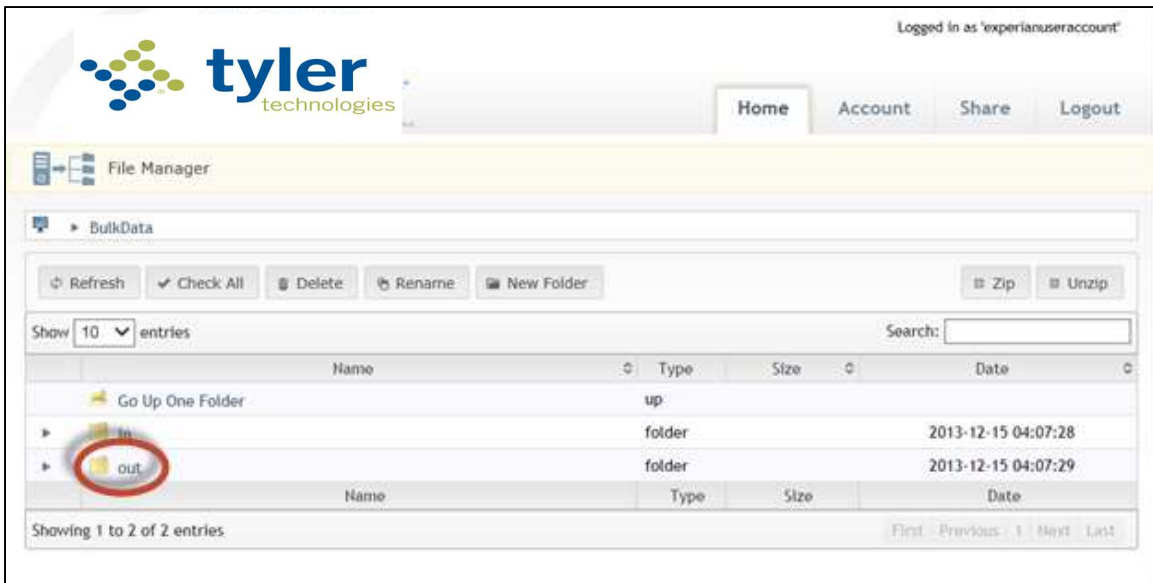 Logged in as 'experianuseraccount'
tyler
technologies
Home Account Share Logout
File Manager
BulkData
Refresh Check All Delete Rename New Folder Zip Unzip
Show 10 entries Search:
Name Type Size Date
Go Up One Folder up
in folder 2013-12-15 04:07:28
out folder 2013-12-15 04:07:29
Name Type Size Date
Showing 1 to 2 of 2 entries First Previous 1 Next Last